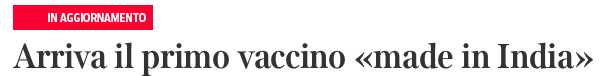 IN AGGIORNAMENTO
Arriva il primo vaccino «made in India»